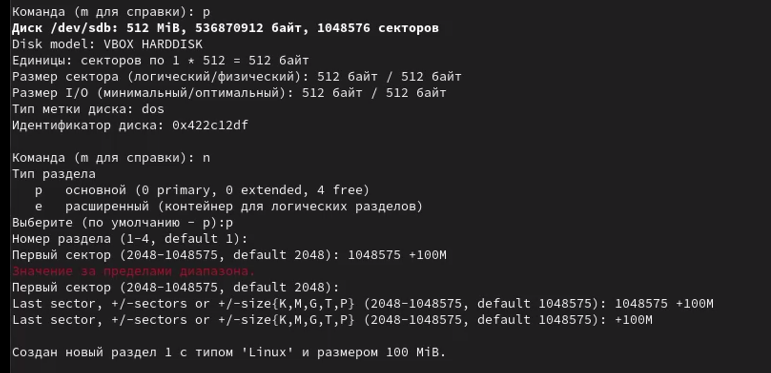 Команда (m для справки): p
Диск /dev/sdb: 512 MiB, 536870912 байт, 1048576 секторов
Disk model: VBOX HARDDISK
Единицы: секторов по 1 * 512 = 512 байт
Размер сектора (логический/физический): 512 байт / 512 байт
Размер I/O (минимальный/оптимальный): 512 байт / 512 байт
Тип метки диска: dos
Идентификатор диска: 0x422c12df
Команда (m для справки): n
Тип раздела
p основной (0 primary, 0 extended, 4 free)
e расширенный (контейнер для логических разделов)
Выберите (по умолчанию - p):p
Номер раздела (1-4, default 1):
Первый сектор (2048-1048575, default 2048): 1048575 +100M
Значение за пределами диапазона.
Первый сектор (2048-1048575, default 2048):
Last sector, +/-sectors or +/-size{K,M,G,T,P} (2048-1048575, default 1048575): 1048575 +100M
Last sector, +/-sectors or +/-size{K,M,G,T,P} (2048-1048575, default 1048575): +100M
Создан новый раздел 1 с типом 'Linux' и размером 100 MiB.